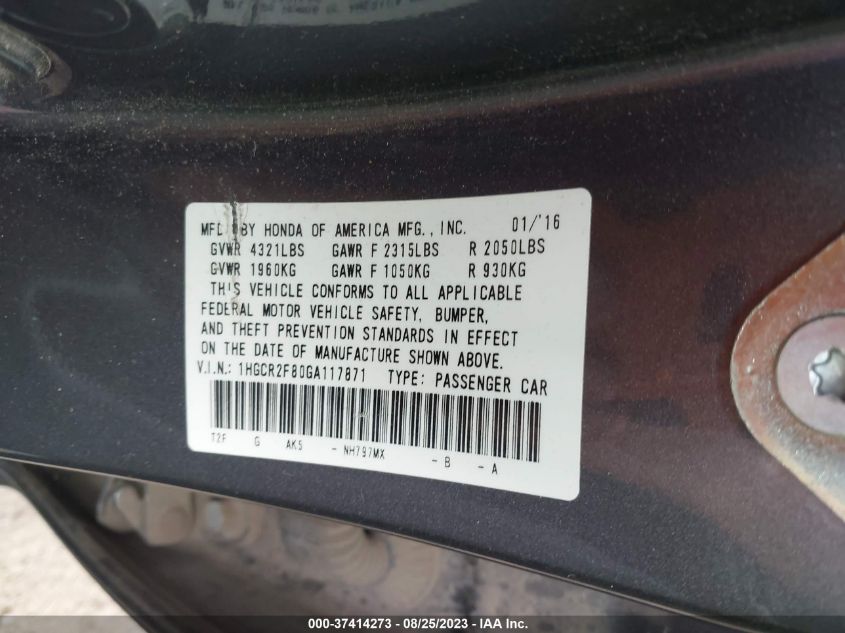 MFD BY HONDA OF AMERICA MFG., INC. 01/'16
GVWR 4321LBS GAWR F 2315LBS R 2050LBS
GVWR 1960KG GAWR F 1050KG R 930KG
THIS VEHICLE CONFORMS TO ALL APPLICABLE
FEDERAL MOTOR VEHICLE SAFETY, BUMPER,
AND THEFT PREVENTION STANDARDS IN EFFECT
ON THE DATE OF MANUFACTURE SHOWN ABOVE.
V.I.N.: 1HGCR2F80GA117871 TYPE: PASSENGER CAR
T2F G AK5 - NH797MX - B - A
000-37414273 - 08/25/2023 - IAA Inc.